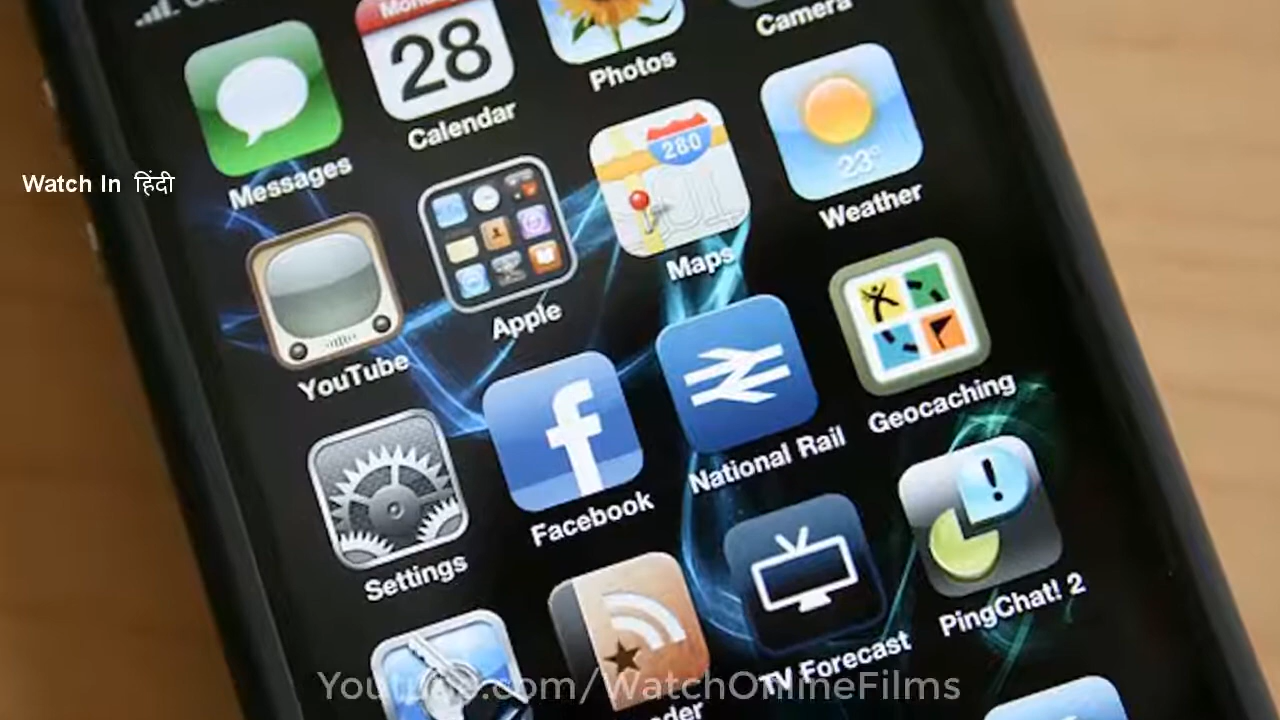 Monday
28
Calendar
Photos
Camera
Messages
280
Maps
23°
Weather
Watch In हिंदी
YouTube
Apple
Geocaching
Settings
Facebook
National Rail
PingChat! 2
TV Forecast
YouTube.com/WatchOnlineFilms